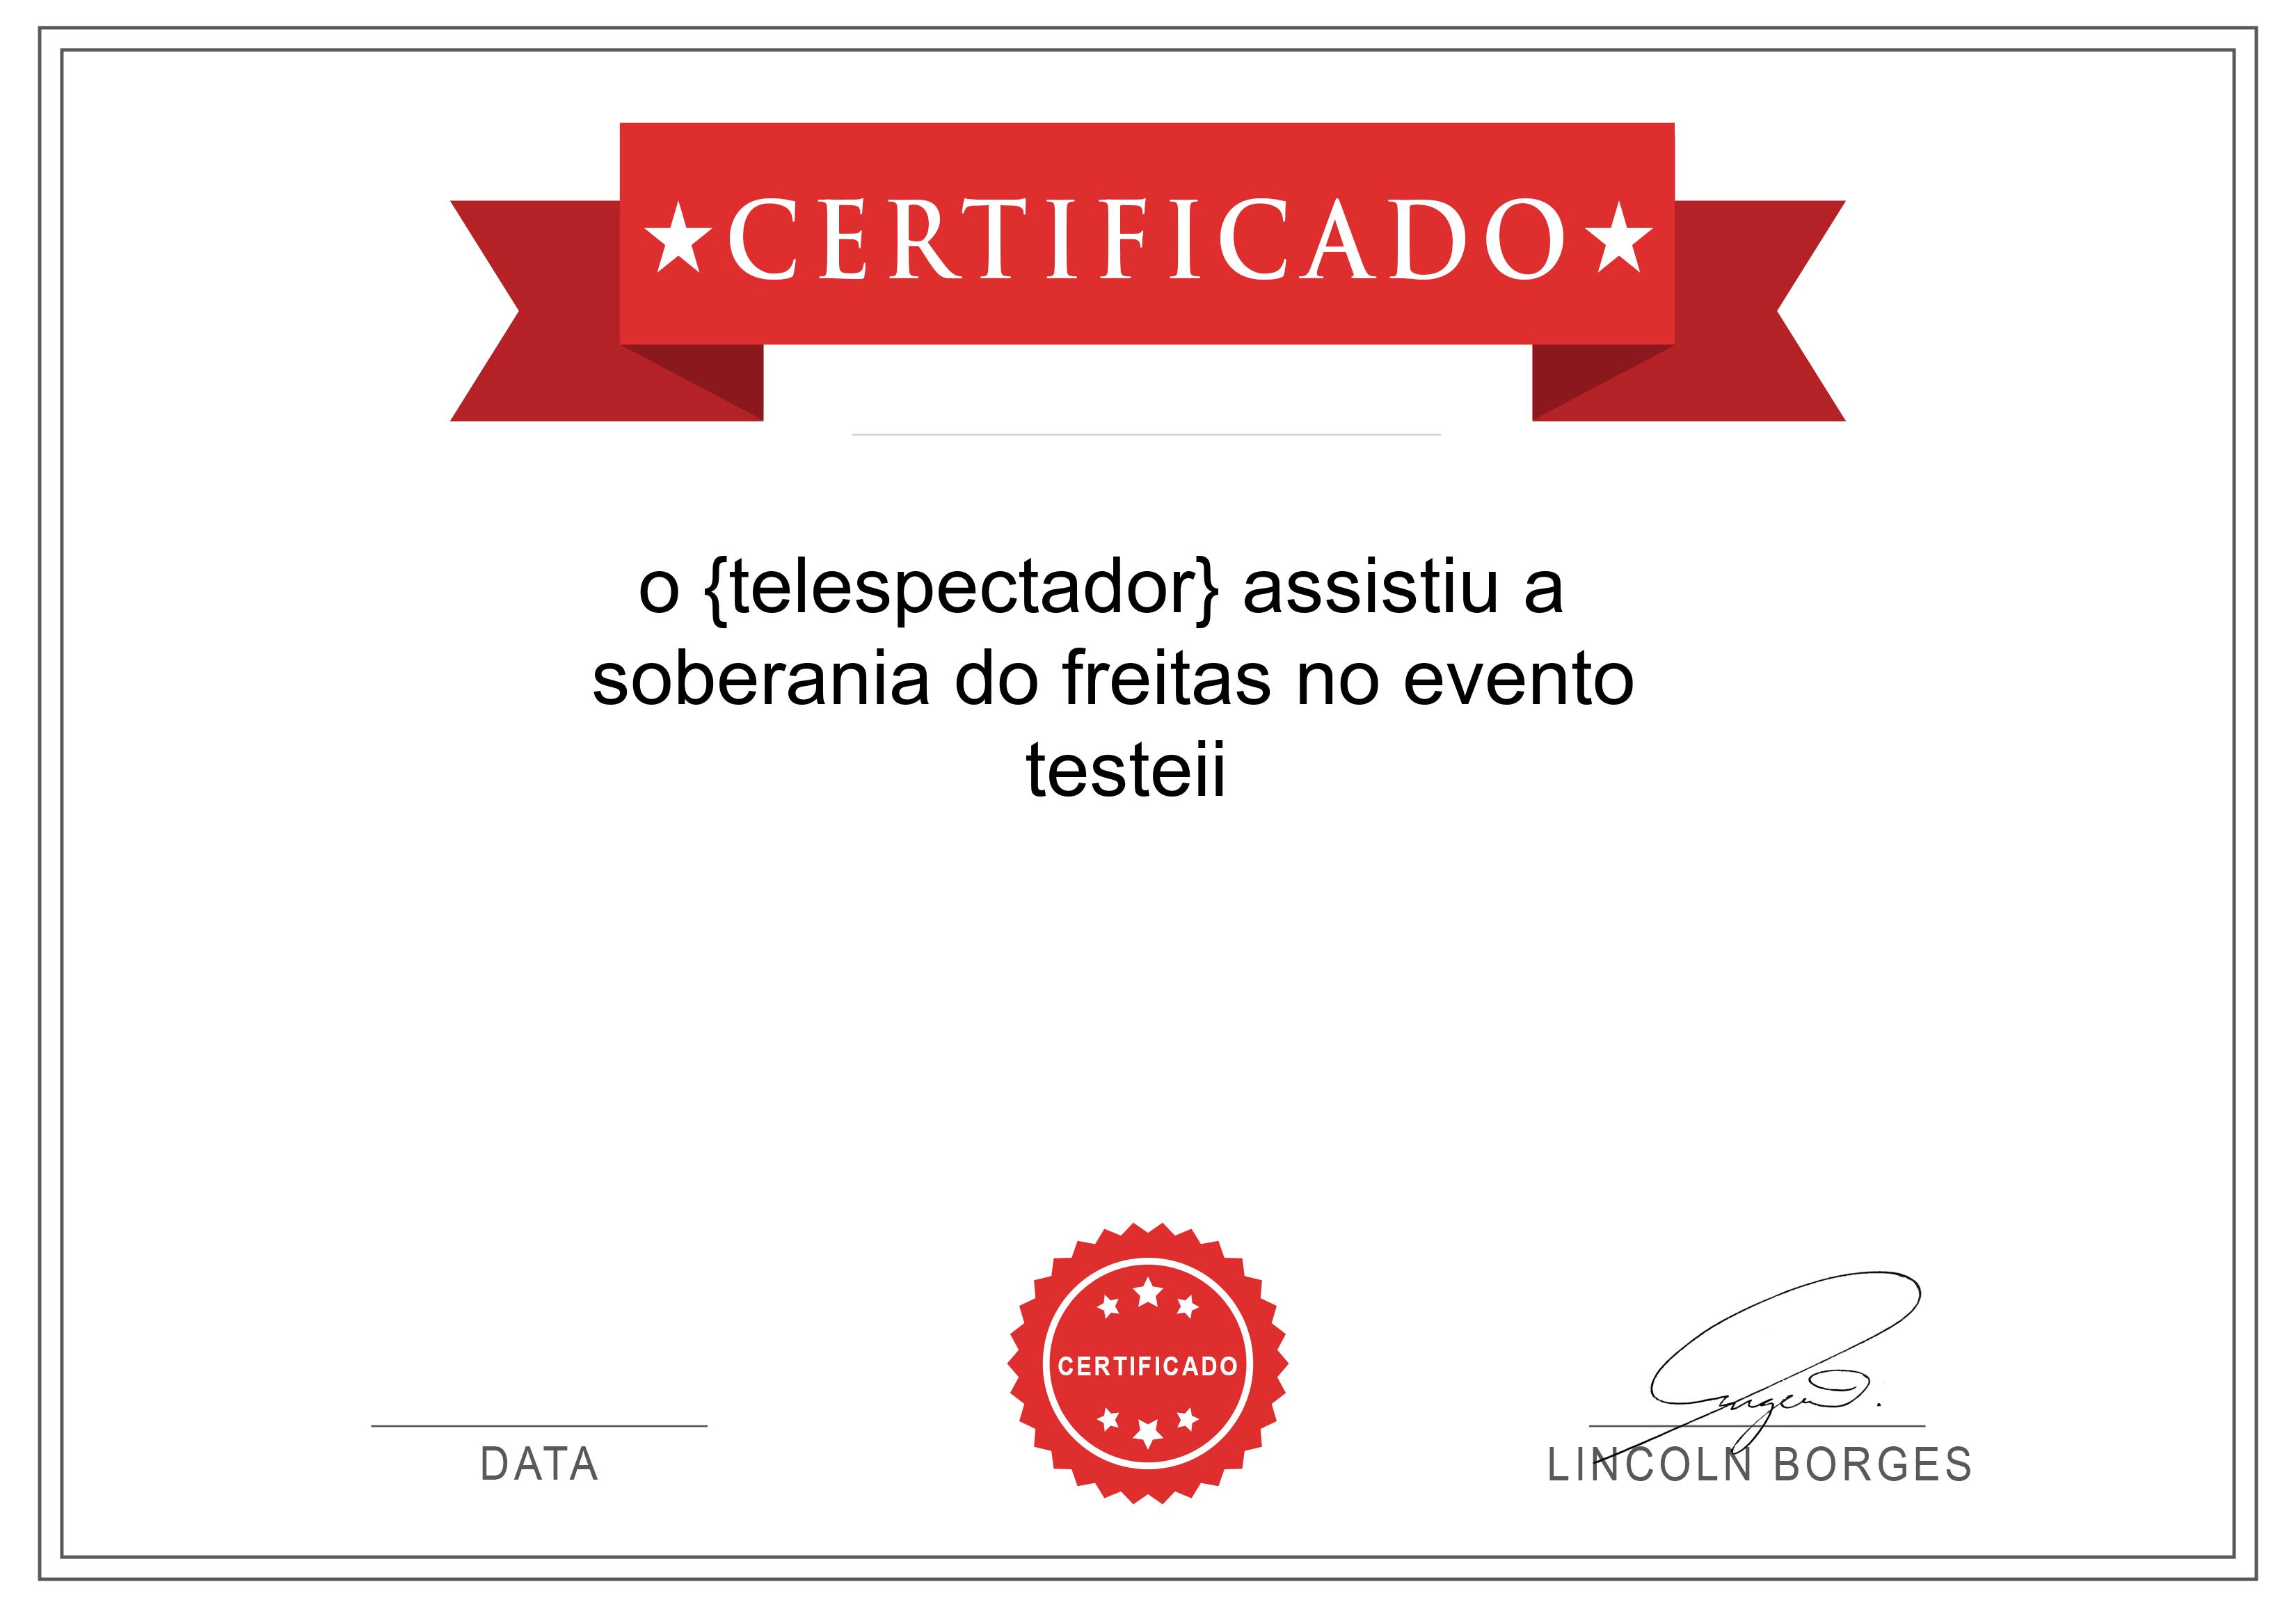 ★CERTIFICADO★
o {telespectador} assistiu a
soberania do freitas no evento
testeii
CERTIFICADO
DATA
LINCOLN BORGES